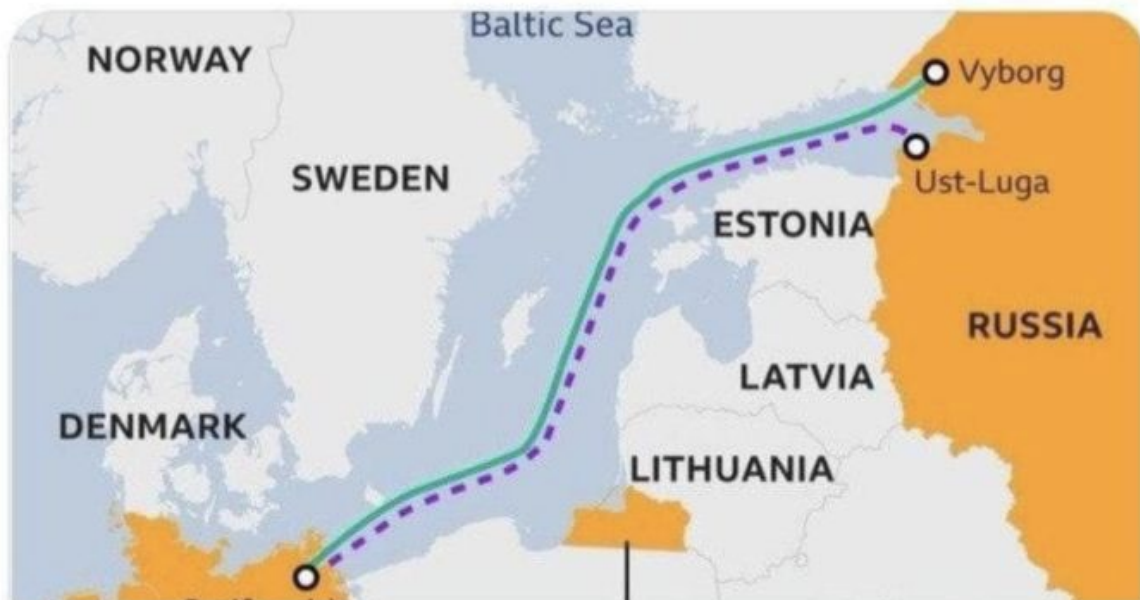 Baltic Sea
NORWAY
Vyborg
SWEDEN
Ust-Luga
ESTONIA
RUSSIA
LATVIA
DENMARK
LITHUANIA